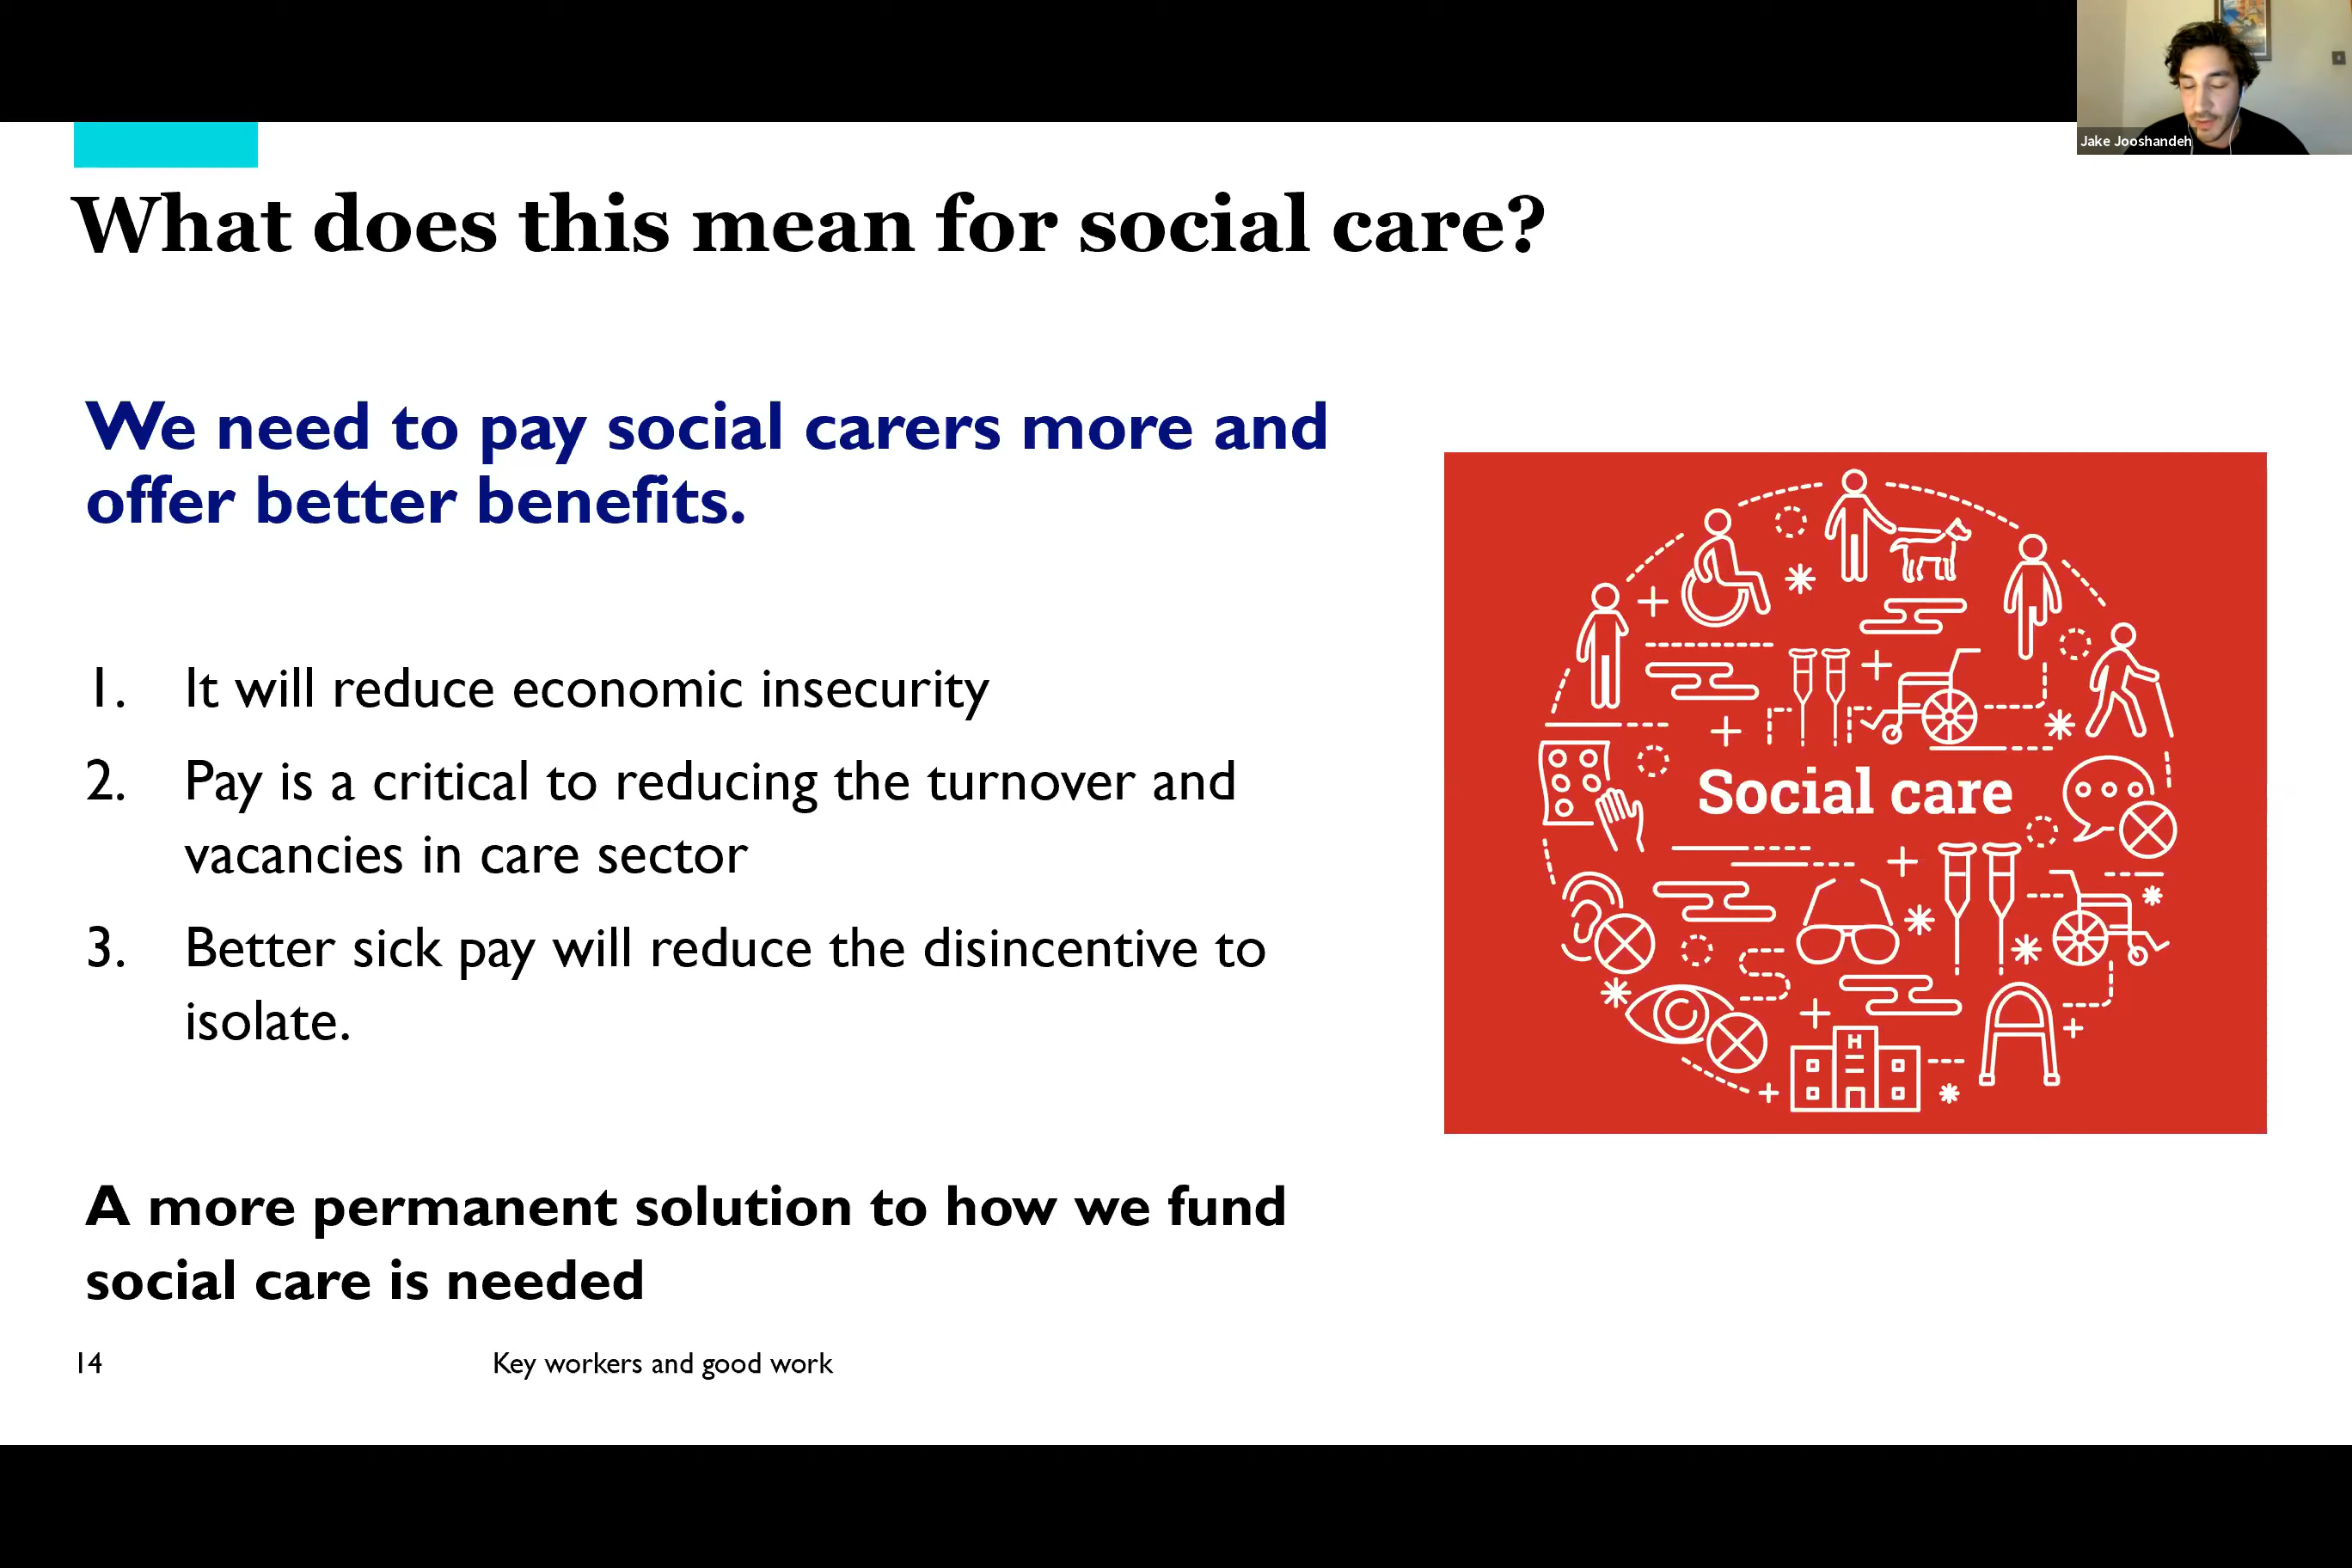 Jake Jooshandeh
What does this mean for social care?
We need to pay social carers more and
offer better benefits.
1. It will reduce economic insecurity
2. Pay is a critical to reducing the turnover and
vacancies in care sector
3. Better sick pay will reduce the disincentive to
isolate.
A more permanent solution to how we fund
social care is needed
Social care
H
14
Key workers and good work